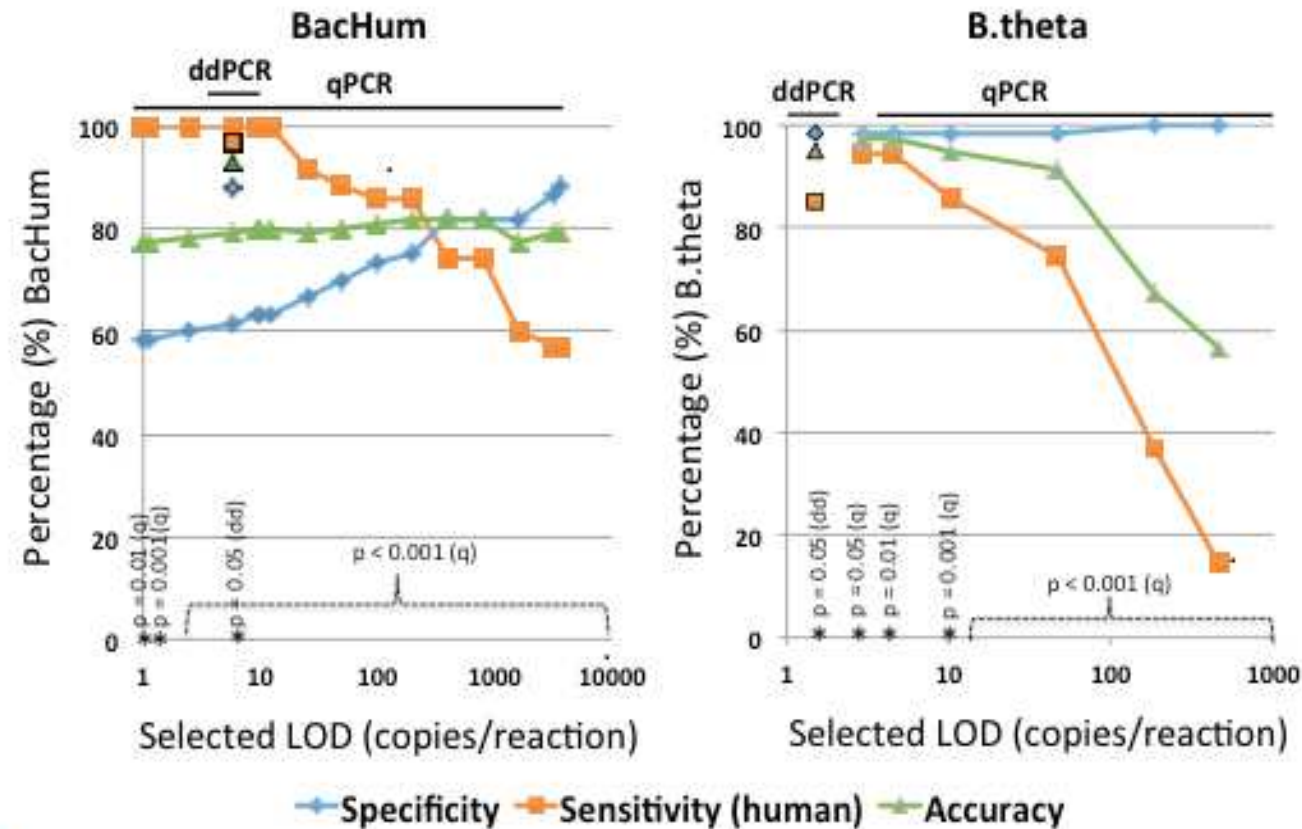 BacHum
ddPCR
qPCR
Percentage (%) BacHum
100
80
60
40
20
0
* p = 0.01 (q)
* p = 0.001 (q)
* p = 0.05 (did)
p < 0.001 (q)
1 10 100 1000 10000
Selected LOD (copies/reaction)
B.theta
ddPCR
qPCR
Percentage (%) B.theta
100
80
60
40
20
0
* p = 0.05 (dd)
* p = 0.05 (q)
* p = 0.01 (q)
* p = 0.001 (q)
p < 0.001 (q)
1 10 100 1000
Selected LOD (copies/reaction)
Specificity Sensitivity (human) Accuracy